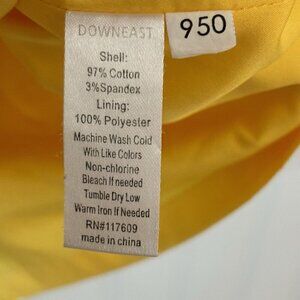 DOWNEAST
950
Shell:
97% Cotton
3%Spandex
Lining:
100% Polyester
Machine Wash Cold
With Like Colors
Non-chlorine
Bleach If needed
Tumble Dry Low
Warm Iron If Needed
RN#117609
made in china